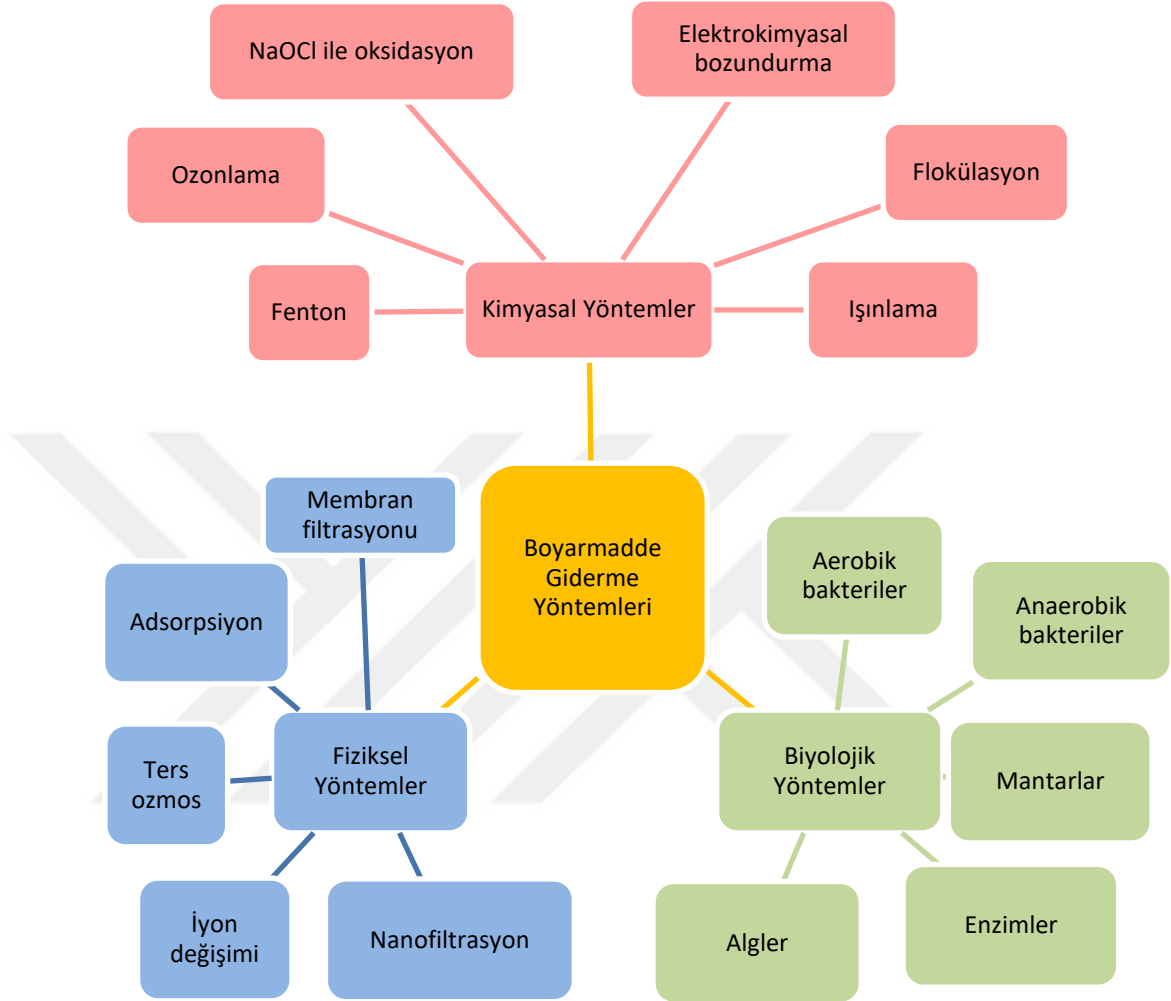 NaOCl ile oksidasyon
Elektrokimyasal
bozundurma
Ozonlama
Flokülasyon
Fenton
Kimyasal Yöntemler
Işınlama
Membran
filtrasyonu
Boyarmadde
Giderme
Yöntemleri
Aerobik
bakteriler
Adsorpsiyon
Anaerobik
bakteriler
Ters
ozmos
Fiziksel
Yöntemler
Biyolojik
Yöntemler
Mantarlar
İyon
değişimi
Nanofiltrasyon
Algler
Enzimler